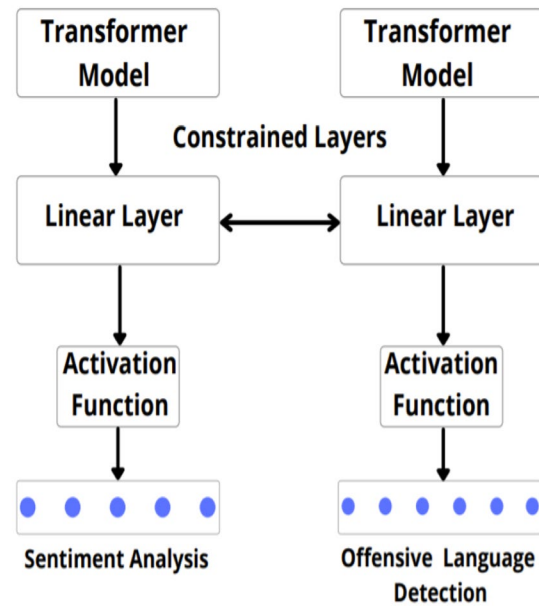 Transformer
Model
Transformer
Model
Constrained Layers
Linear Layer
Linear Layer
Activation
Function
Activation
Function
Sentiment Analysis
Offensive Language
Detection